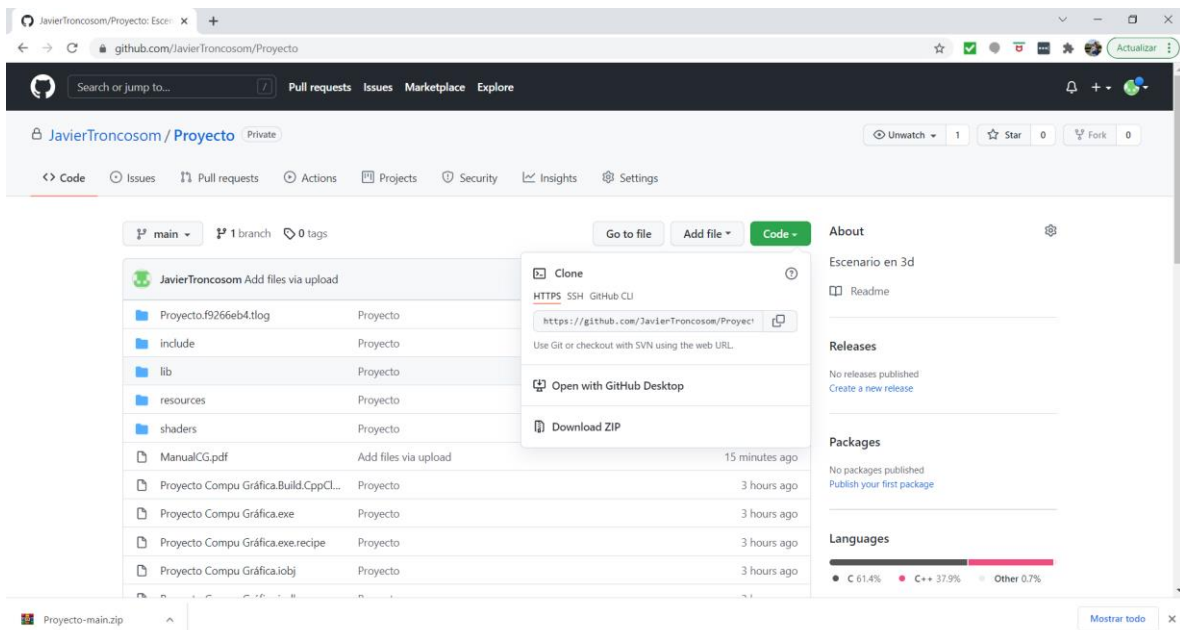 JavierTroncosom/Proyecto: Escen
github.com/JavierTroncosom/Proyecto
Actualizar
Search or jump to...
/
Pull requests Issues Marketplace Explore
JavierTroncosom / Proyecto Private
Unwatch 1 Star 0 Fork 0
Code Issues Pull requests Actions Projects Security Insights Settings
main 1 branch 0 tags
Go to file Add file Code
JavierTroncosom Add files via upload
Proyecto.f9266eb4.tlog Proyecto
include Proyecto
lib Proyecto
resources Proyecto
shaders Proyecto
ManualCG.pdf Add files via upload 15 minutes ago
Proyecto Compu Gráfica.Build.CppCl... Proyecto 3 hours ago
Proyecto Compu Gráfica.exe Proyecto 3 hours ago
Proyecto Compu Gráfica.exe.recipe Proyecto 3 hours ago
Proyecto Compu Gráfica.iobj Proyecto 3 hours ago
Clone
HTTPS SSH GitHub CLI
https://github.com/JavierTroncosom/Proyect
Use Git or checkout with SVN using the web URL.
Open with GitHub Desktop
Download ZIP
About
Escenario en 3d
Readme
Releases
No releases published
Create a new release
Packages
No packages published
Publish your first package
Languages
C 61.4% C++ 37.9% Other 0.7%
Proyecto-main.zip
Mostrar todo